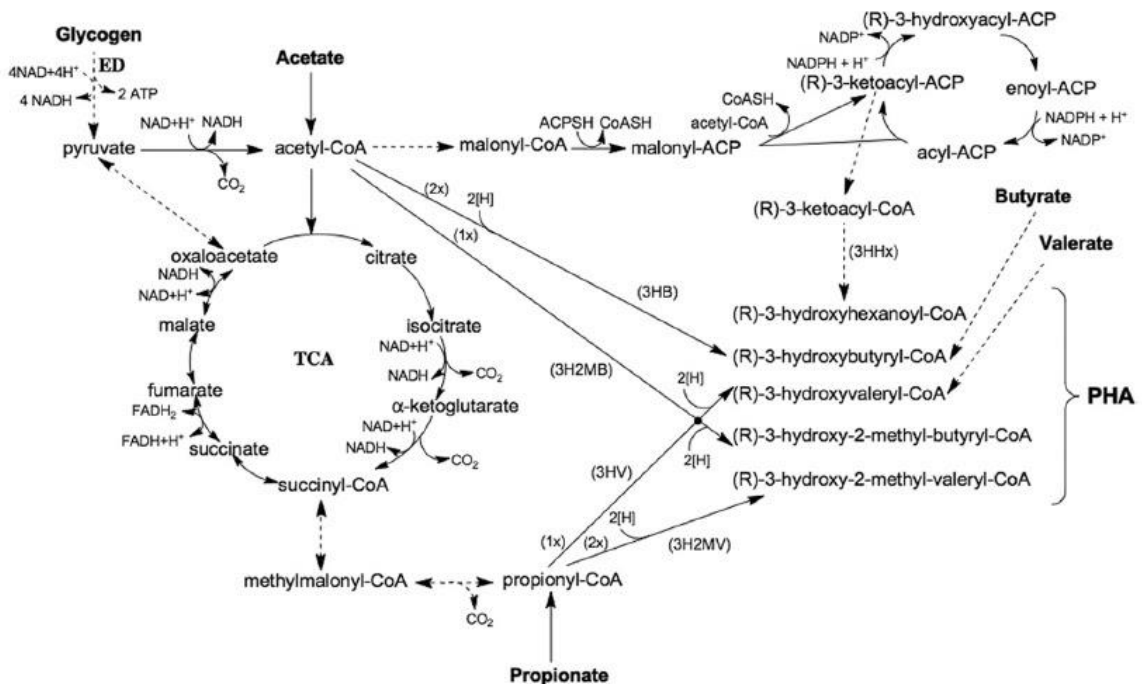 Glycogen
ED
4NAD+4H⁺
4 NADH
2 ATP
pyruvate
NAD+H⁺
NADH
CO₂
Acetate
acetyl-CoA
malonyl-CoA
ACPSH
CoASH
malonyl-ACP
CoASH
acetyl-CoA
(R)-3-hydroxyacyl-ACP
NADP⁺
NADPH + H⁺
(R)-3-ketoacyl-ACP
enoyl-ACP
NADPH + H⁺
NADP⁺
acyl-ACP
(R)-3-ketoacyl-CoA
(3HHx)
Butyrate
Valerate
(2x)
2[H]
(1x)
(3HB)
(3H2MB)
oxaloacetate
citrate
NADH
NAD+H⁺
malate
isocitrate
NAD+H⁺
NADH
CO₂
TCA
fumarate
FADH₂
FADH+H⁺
succinate
α-ketoglutarate
NAD+H⁺
NADH
CO₂
succinyl-CoA
(R)-3-hydroxyhexanoyl-CoA
(R)-3-hydroxybutyryl-CoA
2[H]
(R)-3-hydroxyvaleryl-CoA
(R)-3-hydroxy-2-methyl-butyryl-CoA
2[H]
(R)-3-hydroxy-2-methyl-valeryl-CoA
PHA
(3HV)
2[H]
(1x)
(2x)
(3H2MV)
methylmalonyl-CoA
CO₂
propionyl-CoA
Propionate